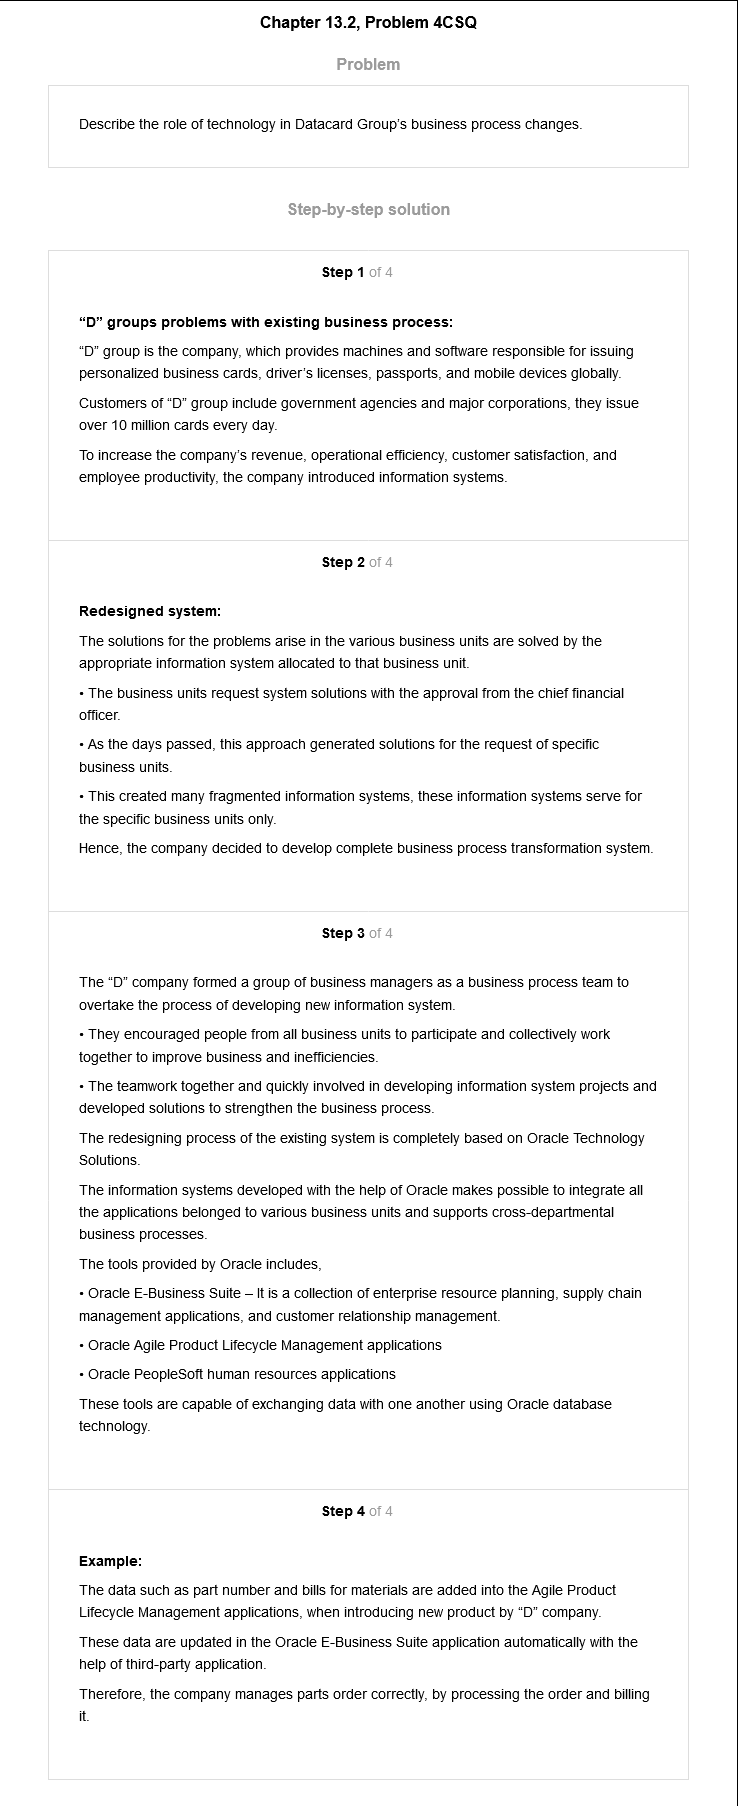 Chapter 13.2, Problem 4CSQ
Problem
Describe the role of technology in Datacard Group’s business process changes.
Step-by-step solution
Step 1 of 4
“D” groups problems with existing business process:
“D” group is the company, which provides machines and software responsible for issuing
personalized business cards, driver’s licenses, passports, and mobile devices globally.
Customers of “D” group include government agencies and major corporations, they issue
over 10 million cards every day.
To increase the company’s revenue, operational efficiency, customer satisfaction, and
employee productivity, the company introduced information systems.
Step 2 of 4
Redesigned system:
The solutions for the problems arise in the various business units are solved by the
appropriate information system allocated to that business unit.
• The business units request system solutions with the approval from the chief financial
officer.
• As the days passed, this approach generated solutions for the request of specific
business units.
• This created many fragmented information systems, these information systems serve for
the specific business units only.
Hence, the company decided to develop complete business process transformation system.
Step 3 of 4
The “D” company formed a group of business managers as a business process team to
overtake the process of developing new information system.
• They encouraged people from all business units to participate and collectively work
together to improve business and inefficiencies.
• The teamwork together and quickly involved in developing information system projects and
developed solutions to strengthen the business process.
The redesigning process of the existing system is completely based on Oracle Technology
Solutions.
The information systems developed with the help of Oracle makes possible to integrate all
the applications belonged to various business units and supports cross-departmental
business processes.
The tools provided by Oracle includes,
• Oracle E-Business Suite – It is a collection of enterprise resource planning, supply chain
management applications, and customer relationship management.
• Oracle Agile Product Lifecycle Management applications
• Oracle PeopleSoft human resources applications
These tools are capable of exchanging data with one another using Oracle database
technology.
Step 4 of 4
Example:
The data such as part number and bills for materials are added into the Agile Product
Lifecycle Management applications, when introducing new product by “D” company.
These data are updated in the Oracle E-Business Suite application automatically with the
help of third-party application.
Therefore, the company manages parts order correctly, by processing the order and billing
it.